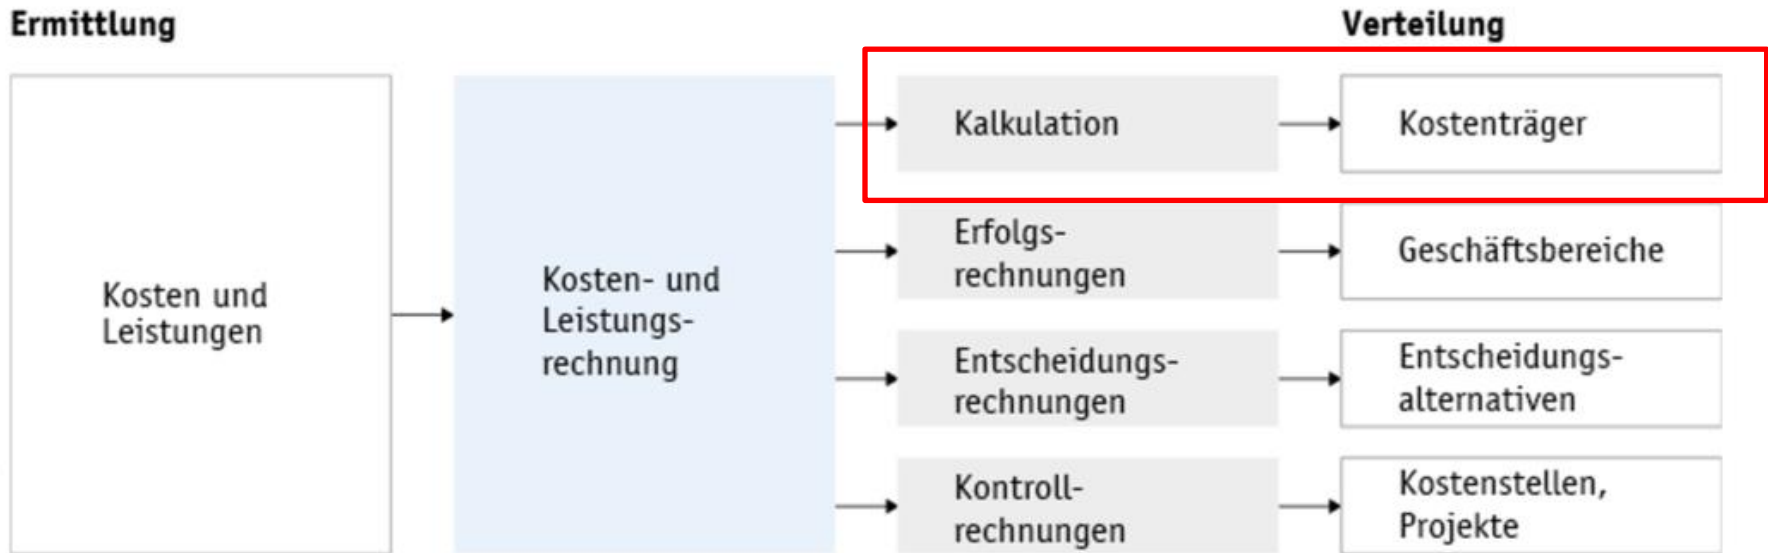 Ermittlung
Verteilung
Kosten und
Leistungen
Kosten- und
Leistungs-
rechnung
Kalkulation
Kostenträger
Erfolgs-
rechnungen
Geschäftsbereiche
Entscheidungs-
rechnungen
Entscheidungs-
alternativen
Kontroll-
rechnungen
Kostenstellen,
Projekte